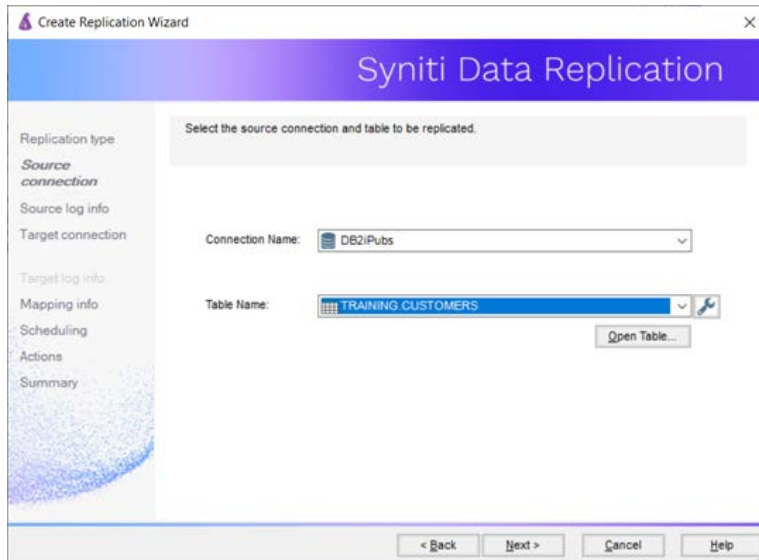 Create Replication Wizard
Syniti Data Replication
Replication type
Source
connection
Source log info
Target connection
Target log info
Mapping info
Scheduling
Actions
Summary
Select the source connection and table to be replicated.
Connection Name: DB2iPubs
Table Name: TRAINING.CUSTOMERS
Open Table...
< Back Next > Cancel Help